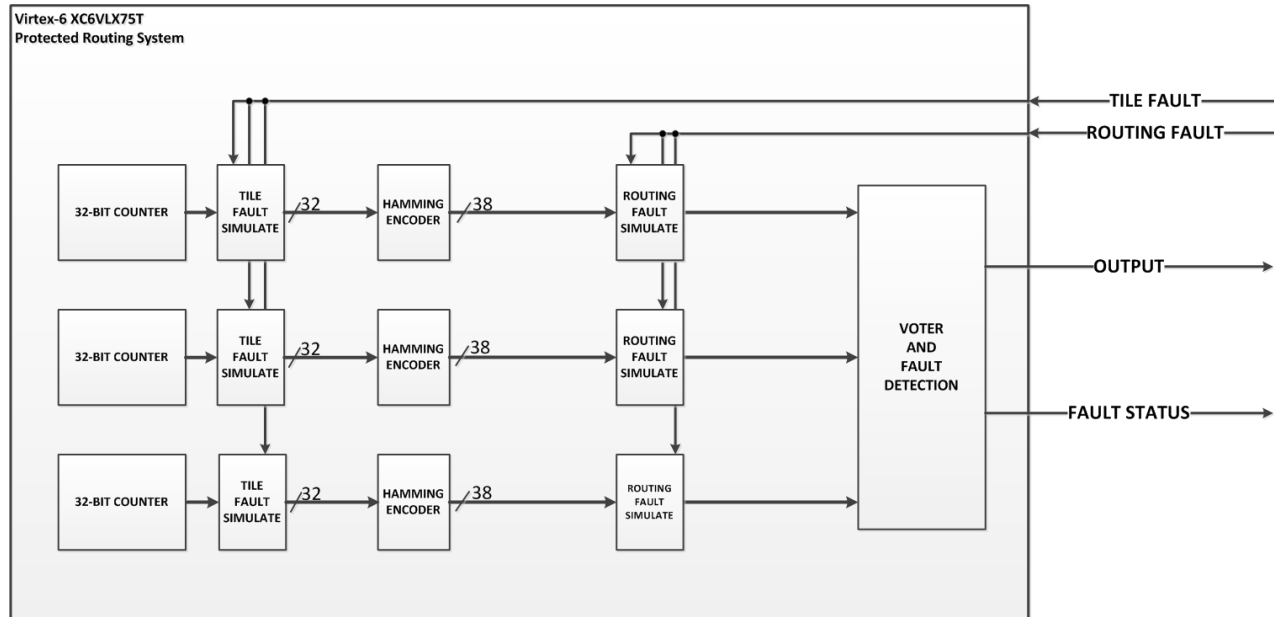 Virtex-6 XC6VLX75T
Protected Routing System
TILE FAULT
ROUTING FAULT
32-BIT COUNTER
TILE
FAULT
SIMULATE
32
HAMMING
ENCODER
38
ROUTING
FAULT
SIMULATE
32-BIT COUNTER
TILE
FAULT
SIMULATE
32
HAMMING
ENCODER
38
ROUTING
FAULT
SIMULATE
32-BIT COUNTER
TILE
FAULT
SIMULATE
32
HAMMING
ENCODER
38
ROUTING
FAULT
SIMULATE
VOTER
AND
FAULT
DETECTION
OUTPUT
FAULT STATUS